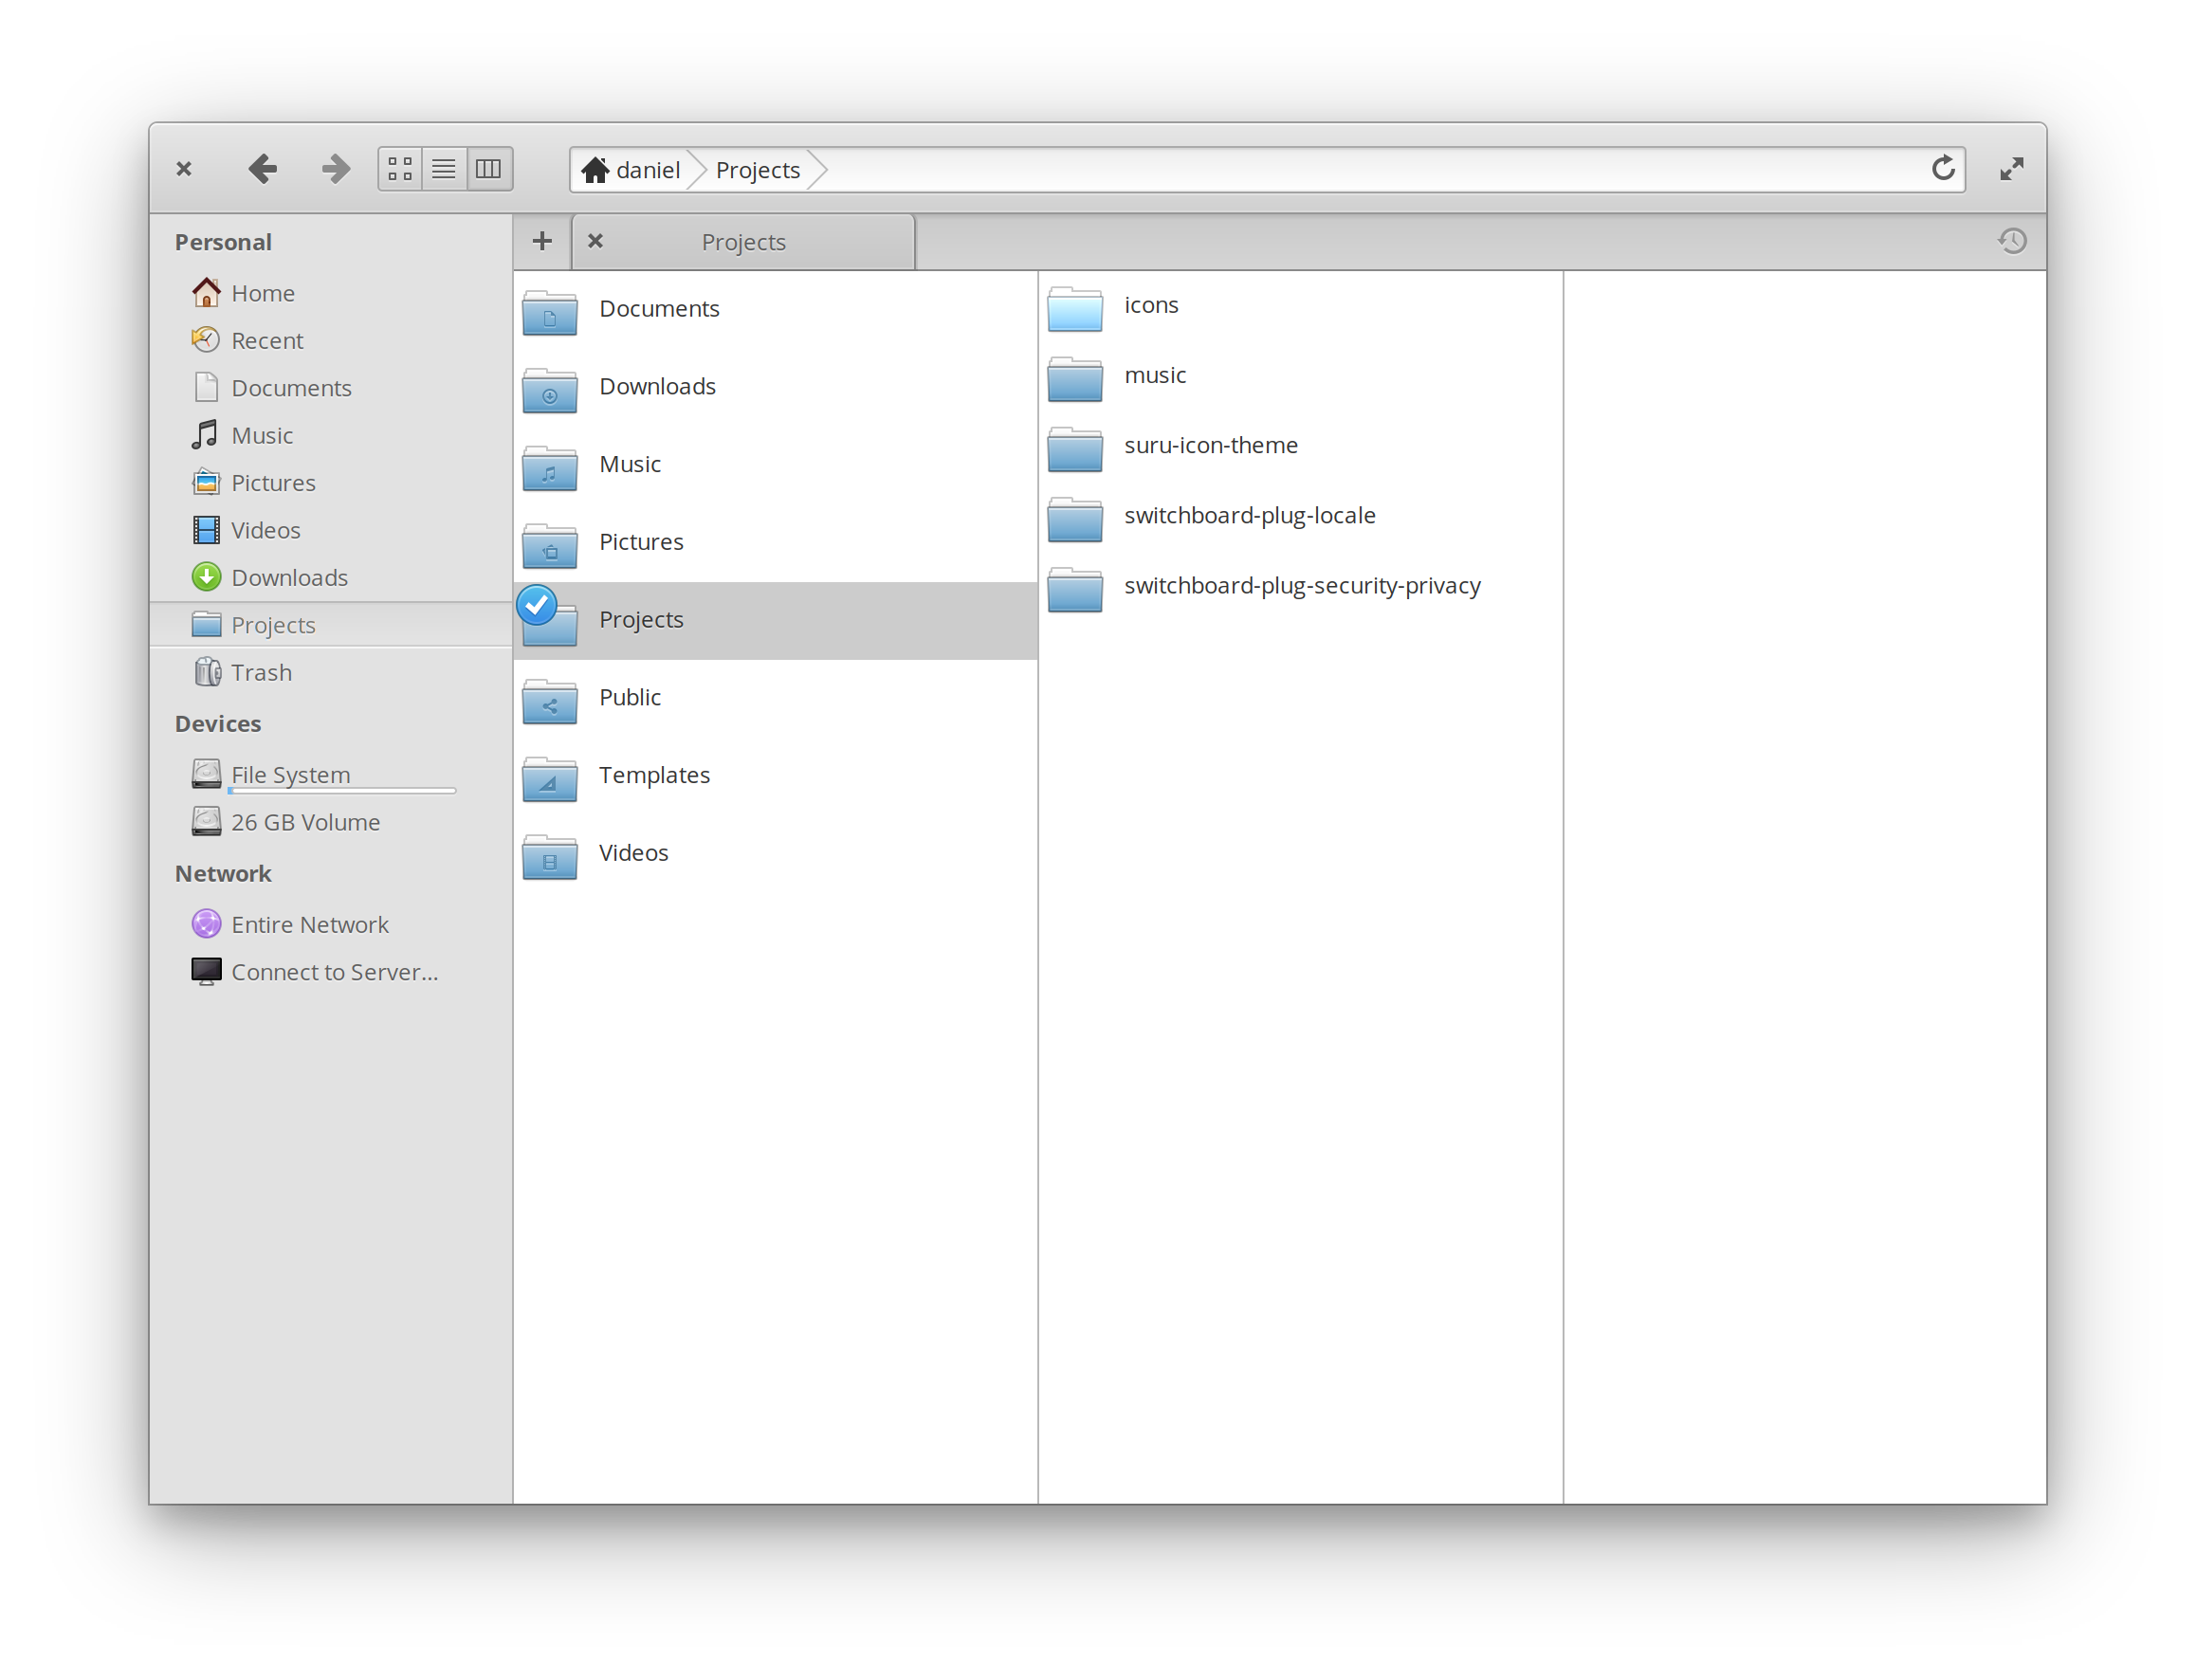 daniel
Projects
Personal
Home
Recent
Documents
Music
Pictures
Videos
Downloads
Projects
Trash
Devices
File System
26 GB Volume
Network
Entire Network
Connect to Server...
Projects
Documents
Downloads
Music
Pictures
Projects
Public
Templates
Videos
icons
music
suru-icon-theme
switchboard-plug-locale
switchboard-plug-security-privacy